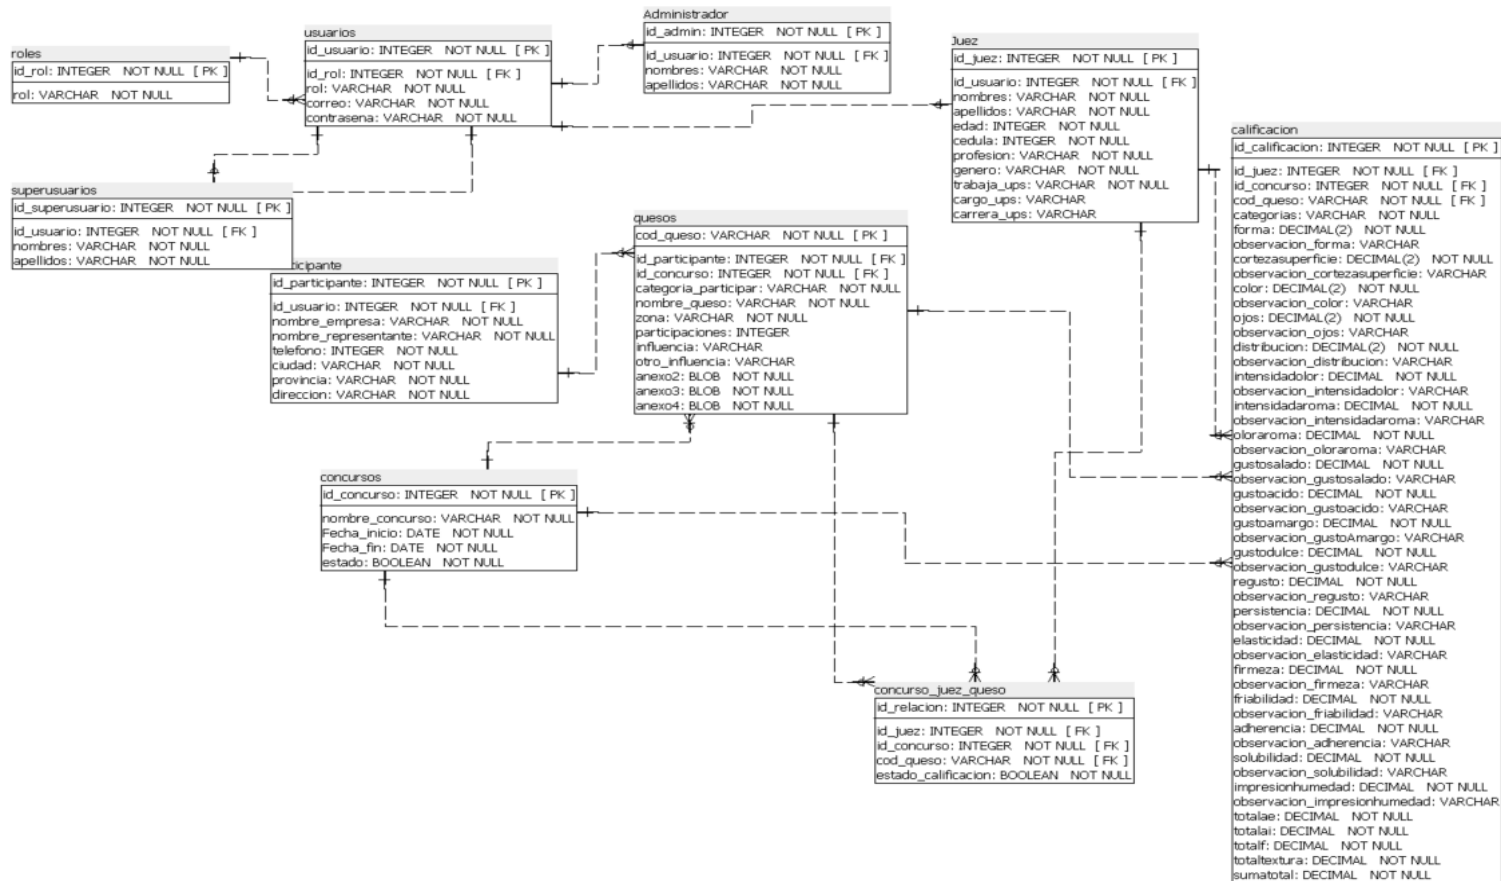 roles
id_rol: INTEGER NOT NULL [ PK ]
rol: VARCHAR NOT NULL
usuarios
id_usuario: INTEGER NOT NULL [ PK ]
id_rol: INTEGER NOT NULL [ FK ]
rol: VARCHAR NOT NULL
correo: VARCHAR NOT NULL
contrasena: VARCHAR NOT NULL
Administrador
id_admin: INTEGER NOT NULL [ PK ]
id_usuario: INTEGER NOT NULL [ FK ]
nombres: VARCHAR NOT NULL
apellidos: VARCHAR NOT NULL
Juez
id_juez: INTEGER NOT NULL [ PK ]
id_usuario: INTEGER NOT NULL [ FK ]
nombres: VARCHAR NOT NULL
apellidos: VARCHAR NOT NULL
edad: INTEGER NOT NULL
cedula: INTEGER NOT NULL
profesion: VARCHAR NOT NULL
genero: VARCHAR NOT NULL
trabaja_ups: VARCHAR NOT NULL
cargo_ups: VARCHAR
carrera_ups: VARCHAR
superusuarios
id_superusuario: INTEGER NOT NULL [ PK ]
id_usuario: INTEGER NOT NULL [ FK ]
nombres: VARCHAR NOT NULL
apellidos: VARCHAR NOT NULL
icipante
id_participante: INTEGER NOT NULL [ PK ]
id_usuario: INTEGER NOT NULL [ FK ]
nombre_empresa: VARCHAR NOT NULL
nombre_representante: VARCHAR NOT NULL
telefono: INTEGER NOT NULL
ciudad: VARCHAR NOT NULL
provincia: VARCHAR NOT NULL
direccion: VARCHAR NOT NULL
quesos
cod_queso: VARCHAR NOT NULL [ PK ]
id_participante: INTEGER NOT NULL [ FK ]
id_concurso: INTEGER NOT NULL [ FK ]
categoria_participar: VARCHAR NOT NULL
nombre_queso: VARCHAR NOT NULL
zona: VARCHAR NOT NULL
participaciones: INTEGER
influencia: VARCHAR
otro_influencia: VARCHAR
anexo2: BLOB NOT NULL
anexo3: BLOB NOT NULL
anexo4: BLOB NOT NULL
concursos
id_concurso: INTEGER NOT NULL [ PK ]
nombre_concurso: VARCHAR NOT NULL
Fecha_inicio: DATE NOT NULL
Fecha_fin: DATE NOT NULL
estado: BOOLEAN NOT NULL
concurso_juez_queso
id_relacion: INTEGER NOT NULL [ PK ]
id_juez: INTEGER NOT NULL [ FK ]
id_concurso: INTEGER NOT NULL [ FK ]
cod_queso: VARCHAR NOT NULL [ FK ]
estado_calificacion: BOOLEAN NOT NULL
calificacion
id_calificacion: INTEGER NOT NULL [ PK ]
id_juez: INTEGER NOT NULL [ FK ]
id_concurso: INTEGER NOT NULL [ FK ]
cod_queso: VARCHAR NOT NULL [ FK ]
categorias: VARCHAR NOT NULL
forma: DECIMAL(2) NOT NULL
observacion_forma: VARCHAR
cortezasuperficie: DECIMAL(2) NOT NULL
observacion_cortezasuperficie: VARCHAR
color: DECIMAL(2) NOT NULL
observacion_color: VARCHAR
ojos: DECIMAL(2) NOT NULL
observacion_ojos: VARCHAR
distribucion: DECIMAL(2) NOT NULL
observacion_distribucion: VARCHAR
intensidadolor: DECIMAL NOT NULL
observacion_intensidadolor: VARCHAR
intensidadaroma: DECIMAL NOT NULL
observacion_intensidadaroma: VARCHAR
oloraroma: DECIMAL NOT NULL
observacion_oloraroma: VARCHAR
gustosalado: DECIMAL NOT NULL
observacion_gustosalado: VARCHAR
gustoacido: DECIMAL NOT NULL
observacion_gustoacido: VARCHAR
gustoamargo: DECIMAL NOT NULL
observacion_gustoAmargo: VARCHAR
gustodulce: DECIMAL NOT NULL
observacion_gustodulce: VARCHAR
regusto: DECIMAL NOT NULL
observacion_regusto: VARCHAR
persistencia: DECIMAL NOT NULL
observacion_persistencia: VARCHAR
elasticidad: DECIMAL NOT NULL
observacion_elasticidad: VARCHAR
firmeza: DECIMAL NOT NULL
observacion_firmeza: VARCHAR
friabilidad: DECIMAL NOT NULL
observacion_friabilidad: VARCHAR
adherencia: DECIMAL NOT NULL
observacion_adherencia: VARCHAR
solubilidad: DECIMAL NOT NULL
observacion_solubilidad: VARCHAR
impresionhumedad: DECIMAL NOT NULL
observacion_impresionhumedad: VARCHAR
totalae: DECIMAL NOT NULL
totalai: DECIMAL NOT NULL
totalf: DECIMAL NOT NULL
totaltextura: DECIMAL NOT NULL
sumatotal: DECIMAL NOT NULL